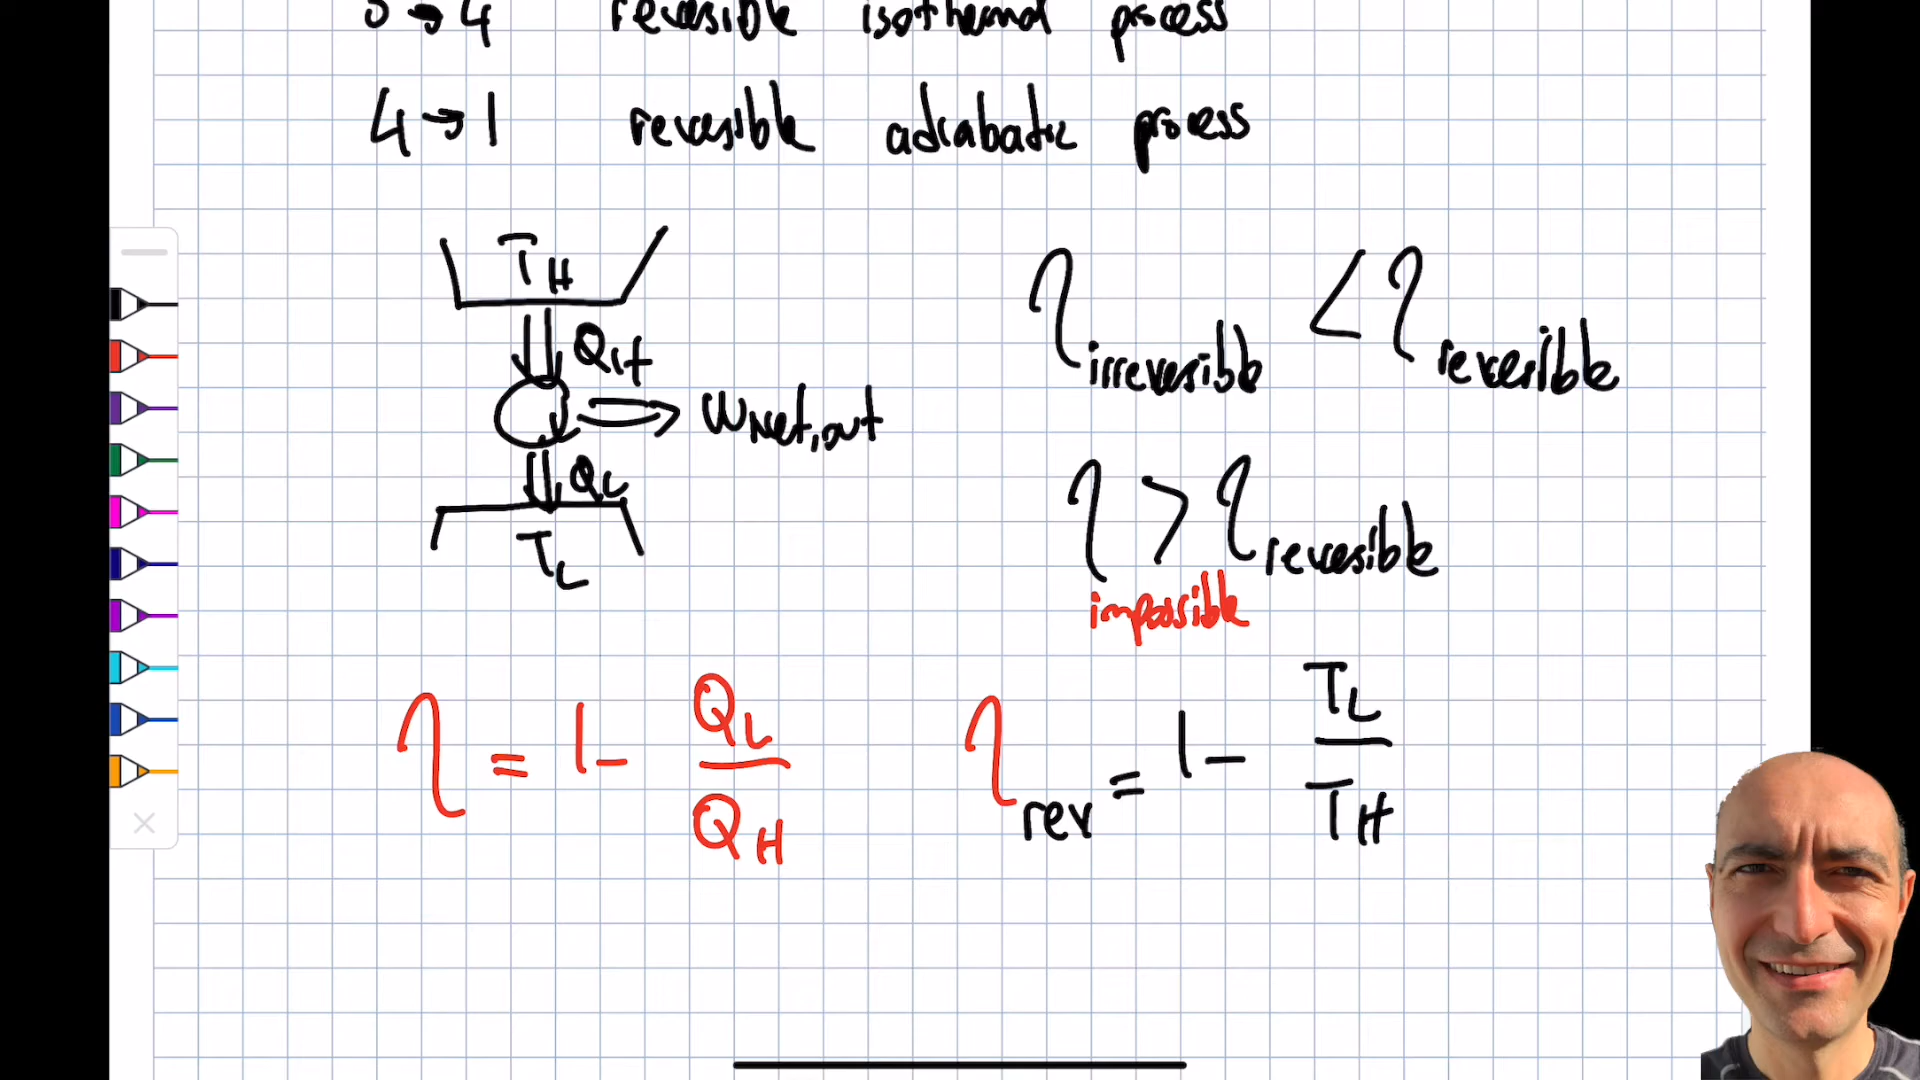 3 → 4 reversible isothermal process
4 → 1 reversible adiabatic process
T_H
Q_H
W_Net,out
Q_L
T_L
η_irreversible < η_reversible
η > η_reversible
impossible
η = 1 - Q_L / Q_H
η_rev = 1 - T_L / T_H